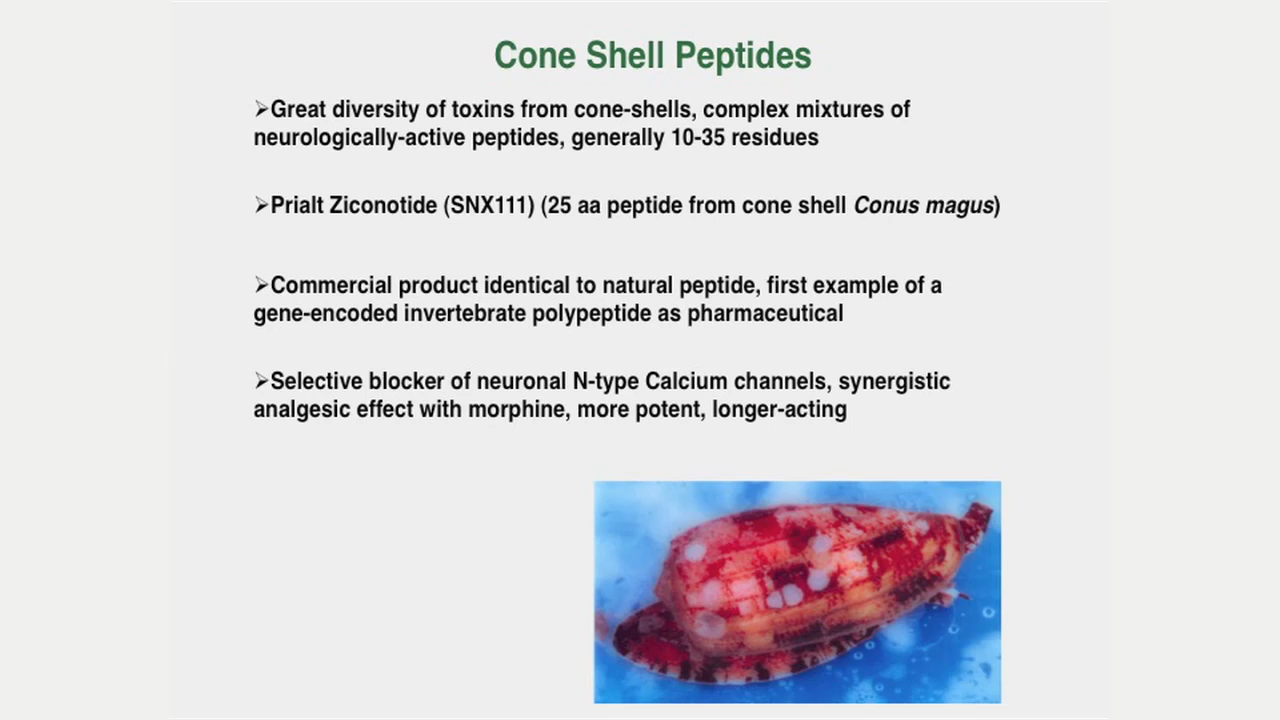 Cone Shell Peptides
➢Great diversity of toxins from cone-shells, complex mixtures of
neurologically-active peptides, generally 10-35 residues
➢Prialt Ziconotide (SNX111) (25 aa peptide from cone shell Conus magus)
➢Commercial product identical to natural peptide, first example of a
gene-encoded invertebrate polypeptide as pharmaceutical
➢Selective blocker of neuronal N-type Calcium channels, synergistic
analgesic effect with morphine, more potent, longer-acting